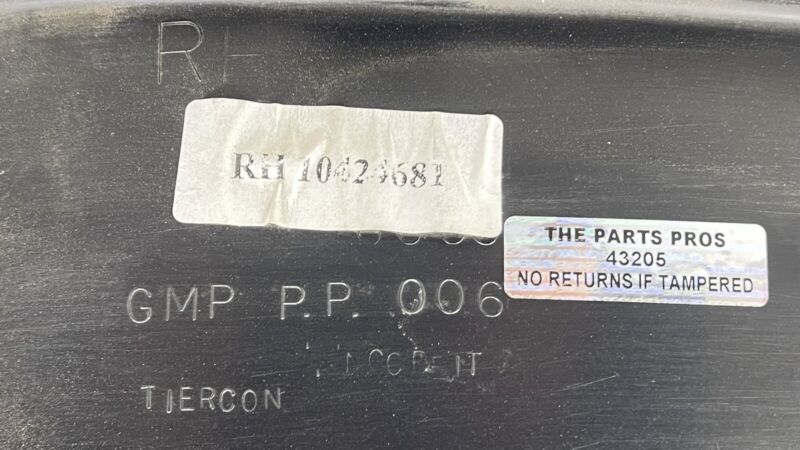 RH
RH 10424681
THE PARTS PROS
43205
NO RETURNS IF TAMPERED
GMP P.P. 006
TIERCON